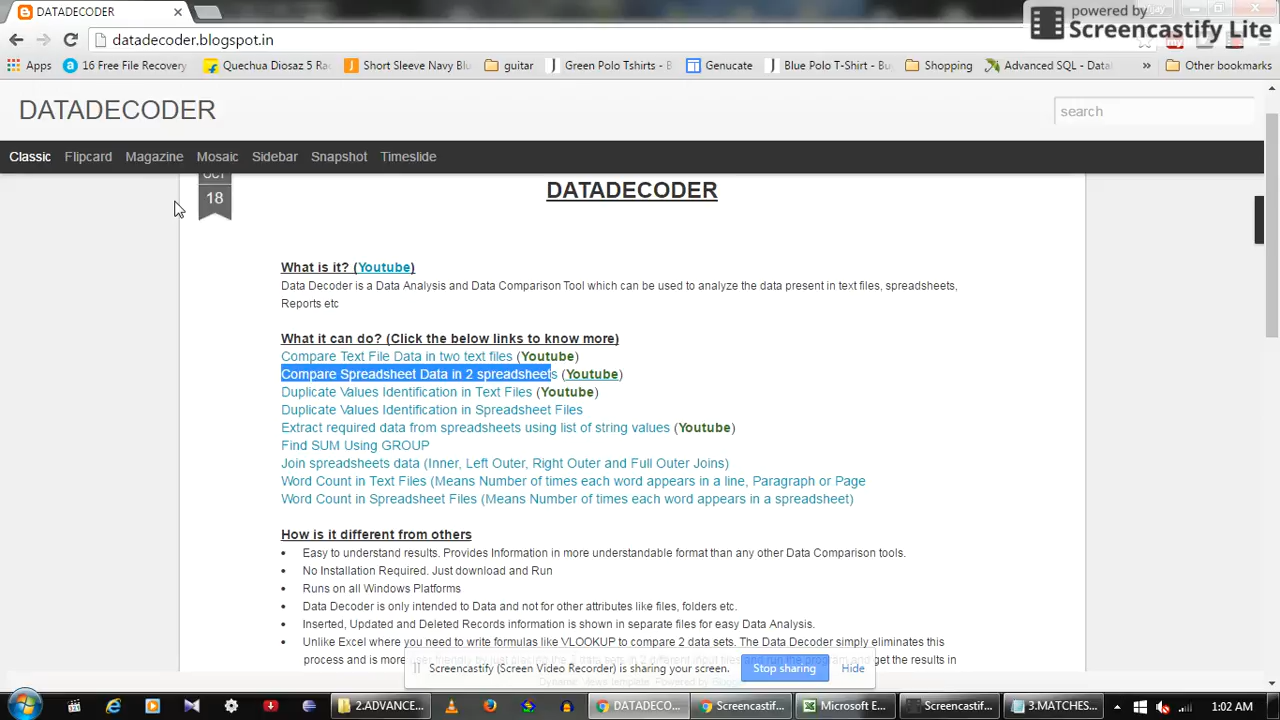 DATADECODER
powered by
Screencastify Lite
datadecoder.blogspot.in
Apps
16 Free File Recovery
Quechua Diosaz 5 Ra
Short Sleeve Navy Bl
guitar
Green Polo Tshirts - B
Genucate
Blue Polo T-Shirt - Bu
Shopping
Advanced SQL - Data
»
Other bookmarks
DATADECODER
search
Classic
Flipcard
Magazine
Mosaic
Sidebar
Snapshot
Timeslide
OCT
18
DATADECODER
What is it? (Youtube)
Data Decoder is a Data Analysis and Data Comparison Tool which can be used to analyze the data present in text files, spreadsheets,
Reports etc
What it can do? (Click the below links to know more)
Compare Text File Data in two text files (Youtube)
Compare Spreadsheet Data in 2 spreadsheets (Youtube)
Duplicate Values Identification in Text Files (Youtube)
Duplicate Values Identification in Spreadsheet Files
Extract required data from spreadsheets using list of string values (Youtube)
Find SUM Using GROUP
Join spreadsheets data (Inner, Left Outer, Right Outer and Full Outer Joins)
Word Count in Text Files (Means Number of times each word appears in a line, Paragraph or Page
Word Count in Spreadsheet Files (Means Number of times each word appears in a spreadsheet)
How is it different from others
• Easy to understand results. Provides Information in more understandable format than any other Data Comparison tools.
• No Installation Required. Just download and Run
• Runs on all Windows Platforms
• Data Decoder is only intended to Data and not for other attributes like files, folders etc.
• Inserted, Updated and Deleted Records information is shown in separate files for easy Data Analysis.
• Unlike Excel where you need to write formulas like VLOOKUP to compare 2 data sets. The Data Decoder simply eliminates this
process and is more get the results in
Screencastify (Screen Video Recorder) is sharing your screen.
Stop sharing
Hide
2.ADVANCE...
DATADECO...
Screencastif...
Microsoft E...
Screencastif...
3.MATCHES...
1:02 AM